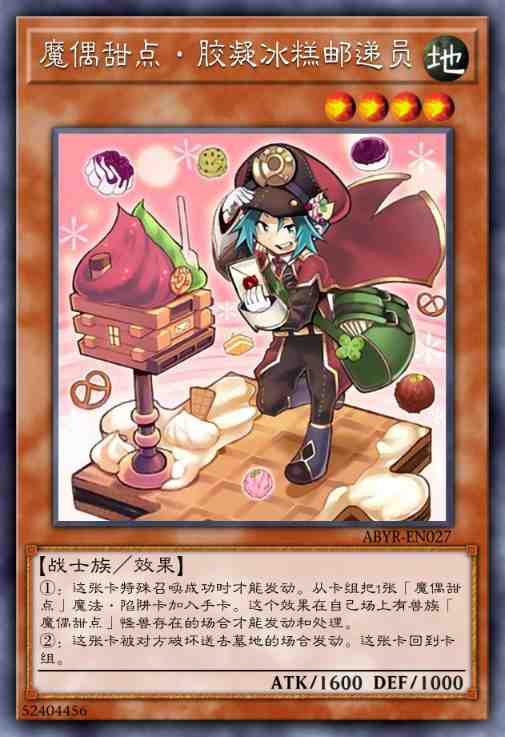 魔偶甜点·胶凝冰糕邮递员
地
ABYR-EN027
【战士族／效果】
①：这张卡特殊召唤成功时才能发动。从卡组把1张「魔偶甜
点」魔法·陷阱卡加入手卡。这个效果在自己场上有兽族「
魔偶甜点」怪兽存在的场合才能发动和处理。
②：这张卡被对方破坏送去墓地的场合发动。这张卡回到卡
组。
ATK/1600 DEF/1000
52404456